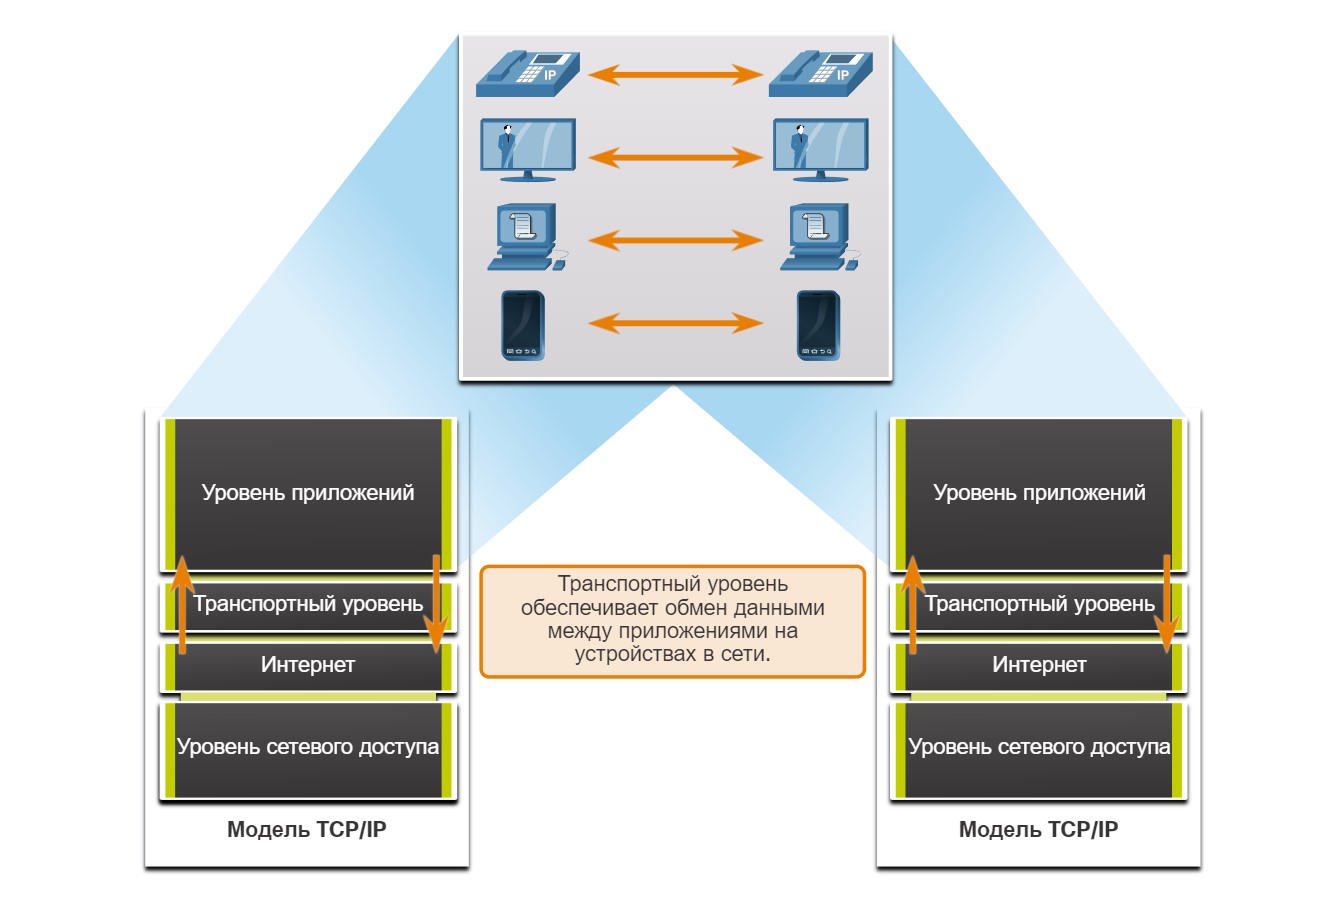 IP
IP
Уровень приложений
Транспортный уровень
Интернет
Уровень сетевого доступа
Модель TCP/IP
Транспортный уровень
обеспечивает обмен данными
между приложениями на
устройствах в сети.
Уровень приложений
Транспортный уровень
Интернет
Уровень сетевого доступа
Модель TCP/IP